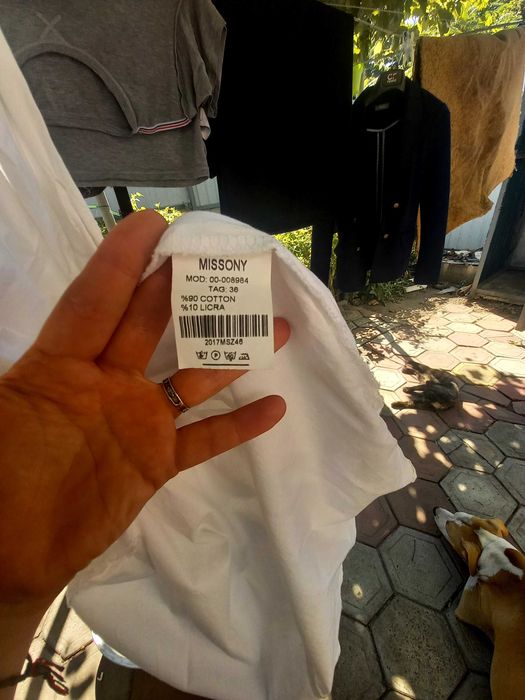 MISSONY
MOD: 00-008984
TAG: 36
%90 COTTON
%10 LICRA
2017MSZ46